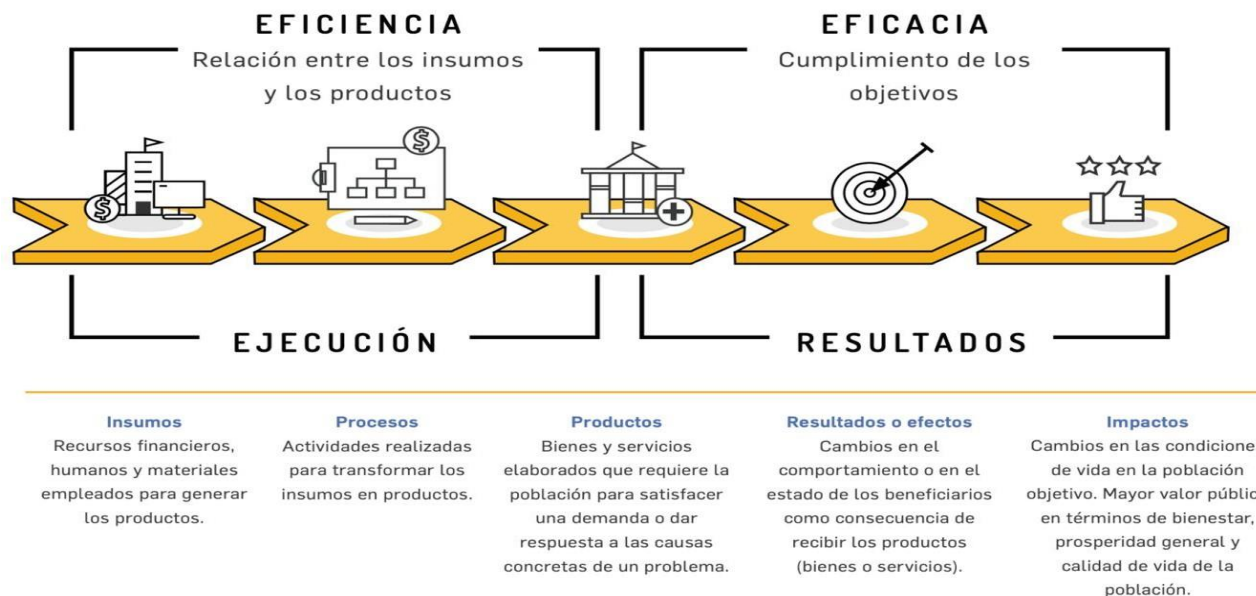 EFICIENCIA
Relación entre los insumos
y los productos
EFICACIA
Cumplimiento de los
objetivos
$
$
EJECUCIÓN
RESULTADOS
Insumos
Recursos financieros,
humanos y materiales
empleados para generar
los productos.
Procesos
Actividades realizadas
para transformar los
insumos en productos.
Productos
Bienes y servicios
elaborados que requiere la
población para satisfacer
una demanda o dar
respuesta a las causas
concretas de un problema.
Resultados o efectos
Cambios en el
comportamiento o en el
estado de los beneficiarios
como consecuencia de
recibir los productos
(bienes o servicios).
Impactos
Cambios en las condicione
de vida en la población
objetivo. Mayor valor públic
en términos de bienestar,
prosperidad general y
calidad de vida de la
población.